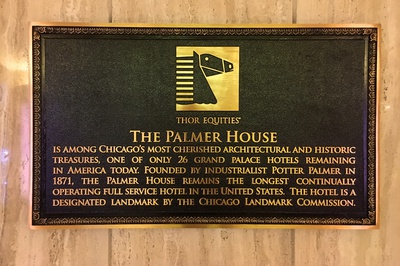 THOR EQUITIES
THE PALMER HOUSE
IS AMONG CHICAGO'S MOST CHERISHED ARCHITECTURAL AND HISTORIC
TREASURES, ONE OF ONLY 26 GRAND PALACE HOTELS REMAINING
IN AMERICA TODAY. FOUNDED BY INDUSTRIALIST POTTER PALMER IN
1871, THE PALMER HOUSE REMAINS THE LONGEST CONTINUALLY
OPERATING FULL SERVICE HOTEL IN THE UNITED STATES. THE HOTEL IS A
DESIGNATED LANDMARK BY THE CHICAGO LANDMARK COMMISSION.